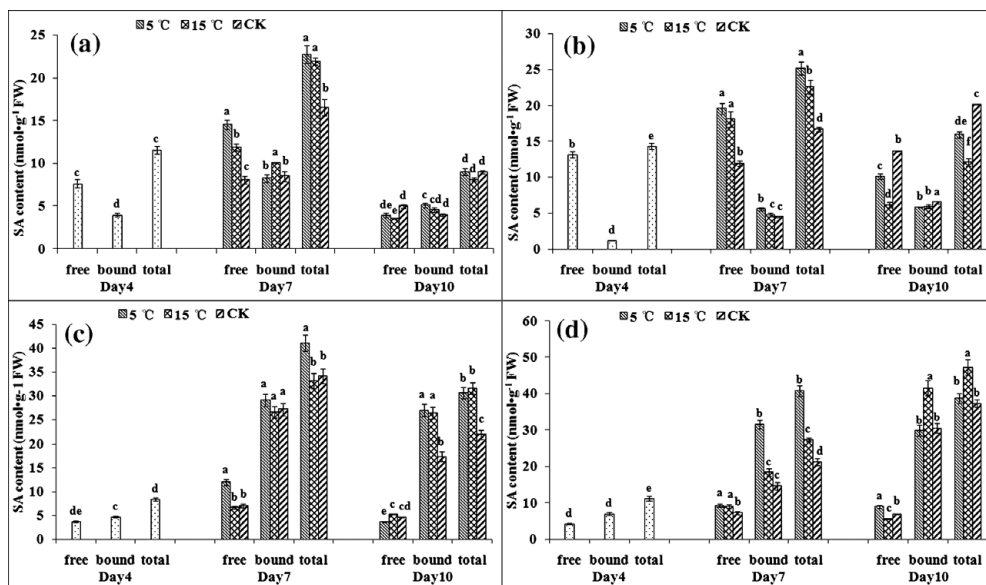 (a)
5 ℃ 15 ℃ CK
SA content (nmol•g⁻¹ FW)
25
20
15
10
5
0
c d c
a b c b a b a a b
de e d c cd d d d d
free bound total free bound total free bound total
Day4 Day7 Day10
(b)
5 ℃ 15 ℃ CK
SA content (nmol•g⁻¹ FW)
30
25
20
15
10
5
0
b d e
a a b b c c a b d
c d b b b a de f c
free bound total free bound total free bound total
Day4 Day7 Day10
(c)
5 ℃ 15 ℃ CK
SA content (nmol•g-1 FW)
45
40
35
30
25
20
15
10
5
0
de c d
a b b a a a a b b
e c cd a a b b b c
free bound total free bound total free bound total
Day4 Day7 Day10
(d)
5 ℃ 15 ℃ CK
SA content (nmol•g⁻¹ FW)
60
50
40
30
20
10
0
d d e
a a b b c c b c d
a c b b a b b a b
free bound total free bound total free bound total
Day4 Day7 Day10